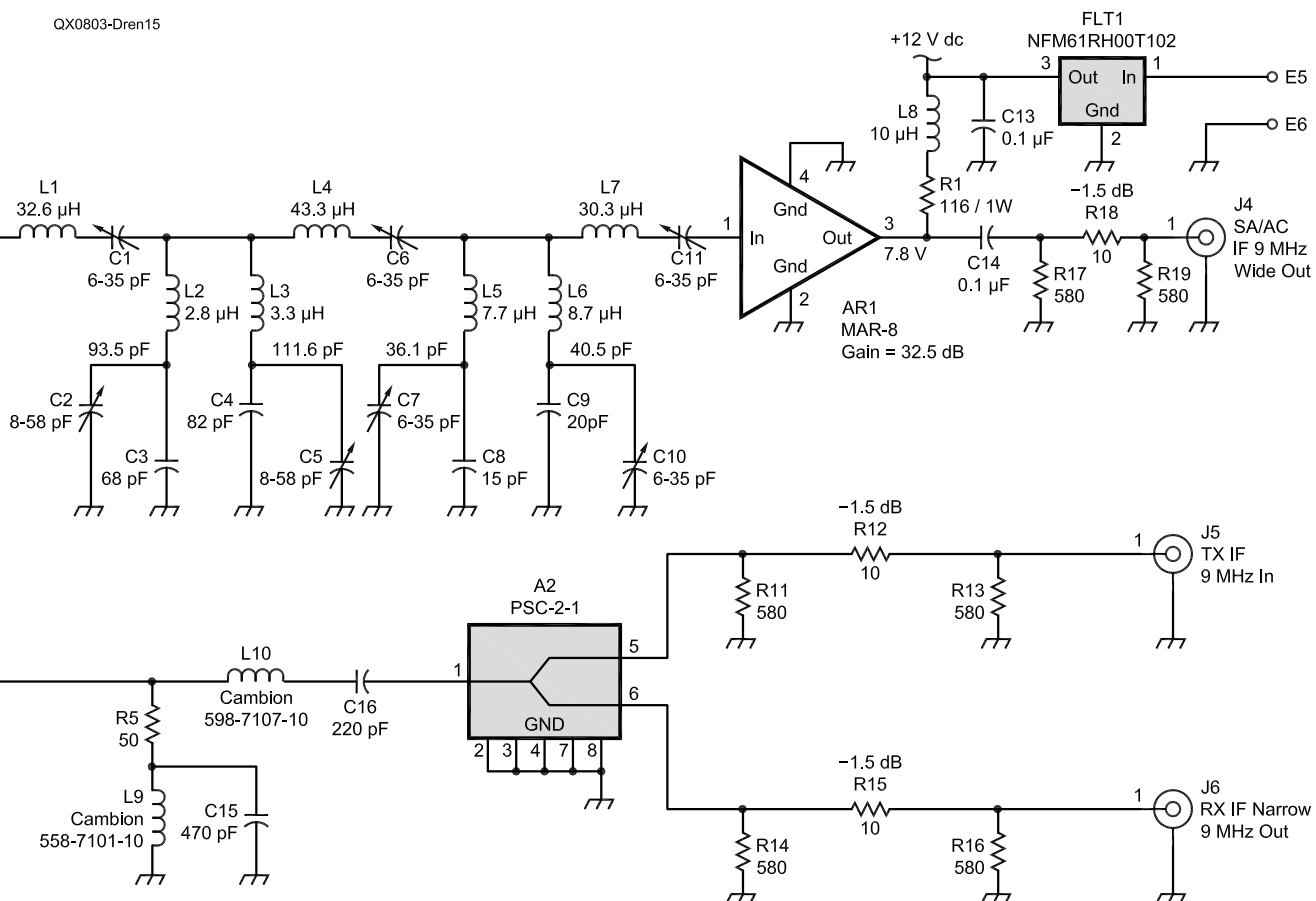 QX0803-Dren15
FLT1
NFM61RH00T102
+12 V dc
3
Out
In
1
E5
Gnd
2
E6
L8
10 µH
C13
0.1 µF
R1
116 / 1W
L1
32.6 µH
C1
6-35 pF
L4
43.3 µH
C6
6-35 pF
L7
30.3 µH
C11
6-35 pF
1
In
4
Gnd
Out
Gnd
2
3
7.8 V
AR1
MAR-8
Gain = 32.5 dB
C14
0.1 µF
−1.5 dB
R18
10
R17
580
R19
580
1
J4
SA/AC
IF 9 MHz
Wide Out
L2
2.8 µH
L3
3.3 µH
L5
7.7 µH
L6
8.7 µH
93.5 pF
111.6 pF
36.1 pF
40.5 pF
C2
8-58 pF
C3
68 pF
C4
82 pF
C5
8-58 pF
C7
6-35 pF
C8
15 pF
C9
20pF
C10
6-35 pF
−1.5 dB
R12
10
R11
580
R13
580
1
J5
TX IF
9 MHz In
A2
PSC-2-1
1
5
6
GND
2
3
4
7
8
L10
Cambion
598-7107-10
C16
220 pF
R5
50
L9
Cambion
558-7101-10
C15
470 pF
−1.5 dB
R15
10
R14
580
R16
580
1
J6
RX IF Narrow
9 MHz Out